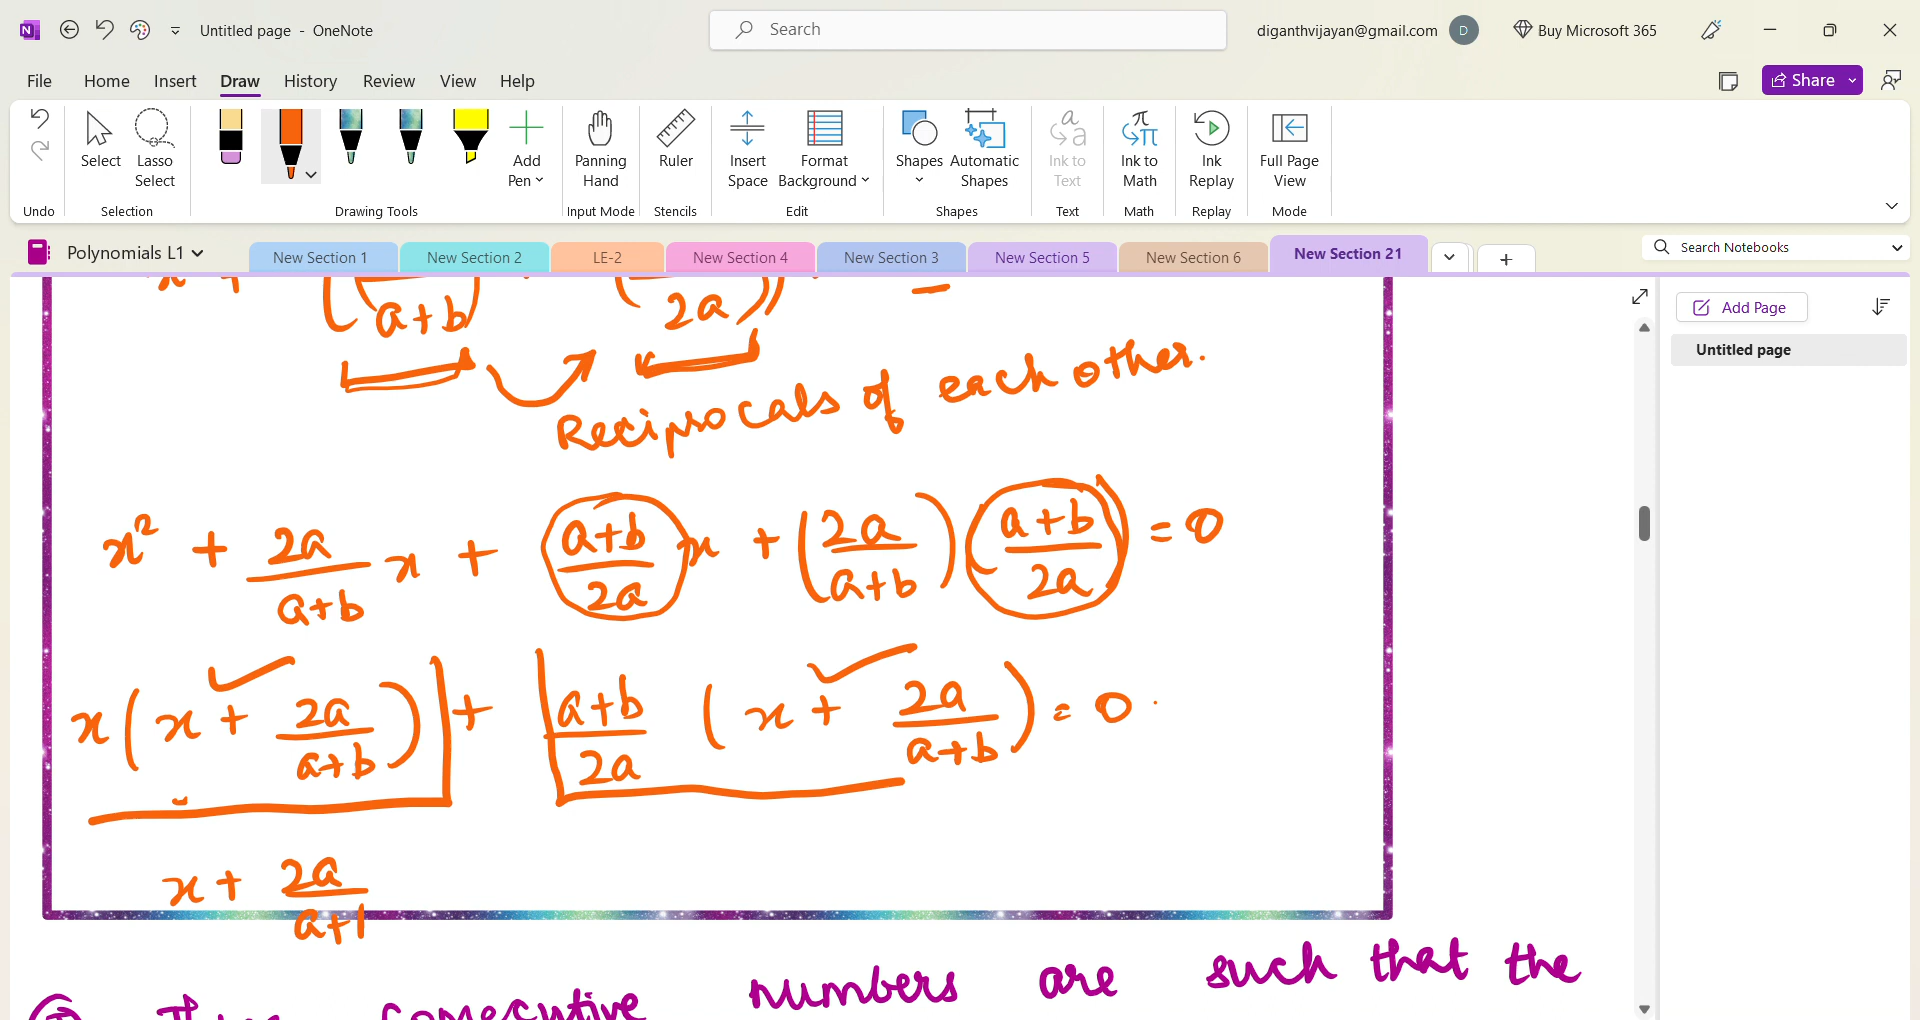 Untitled page - OneNote
Search
diganthvijayan@gmail.com D Buy Microsoft 365
File Home Insert Draw History Review View Help
Share
Select Lasso Select Add Pen Panning Hand Ruler Insert Space Format Background Shapes Automatic Shapes Ink to Text Ink to Math Ink Replay Full Page View
Undo Selection Drawing Tools Input Mode Stencils Edit Shapes Text Math Replay Mode
Polynomials L1 New Section 1 New Section 2 LE-2 New Section 4 New Section 3 New Section 5 New Section 6 New Section 21 +
Search Notebooks
Add Page
Untitled page
a+b 2a
Reciprocals of each other.
x² + 2a/a+b x + a+b/2a x + (2a/a+b)(a+b/2a) = 0
x(x + 2a/a+b) + a+b/2a (x + 2a/a+b) = 0
x + 2a/a+1
consecutive numbers are such that the